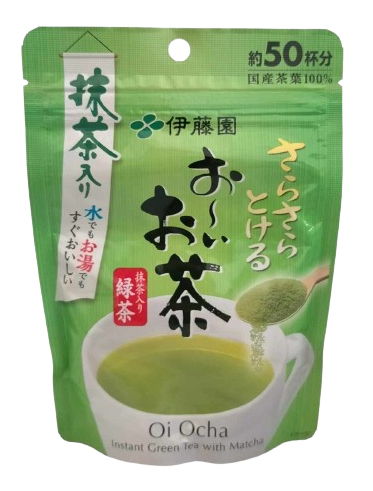 約50杯分
国産茶葉100%
抹茶入り
水でもお湯でも
すぐおいしい
伊藤園
お〜いお茶
さらさら
とける
抹茶入り
緑茶
Oi Ocha
Instant Green Tea with Matcha